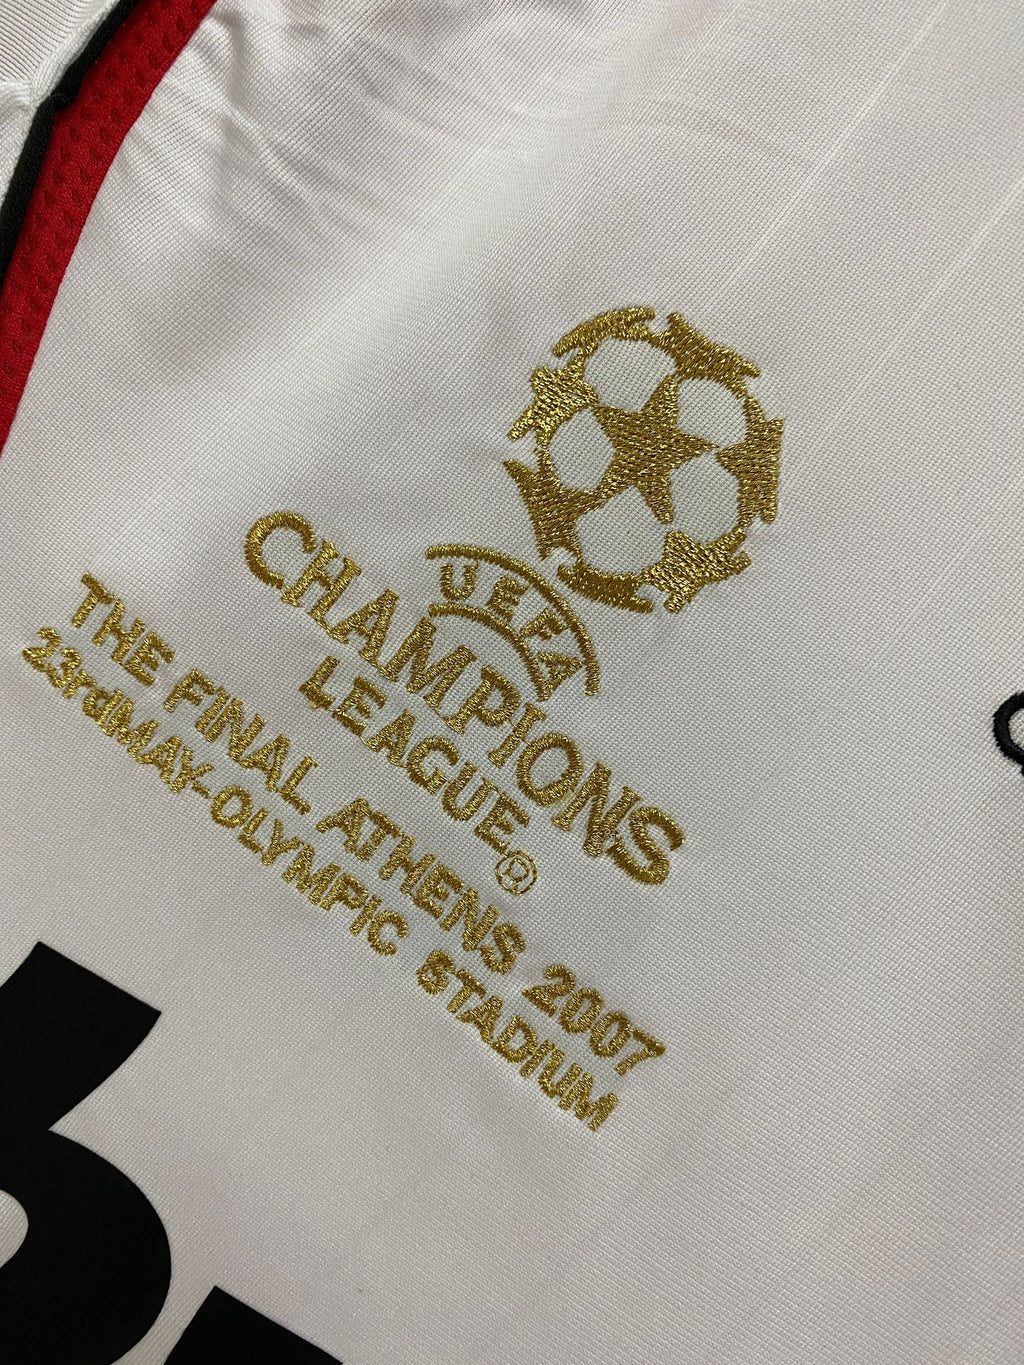 UEFA
CHAMPIONS
LEAGUE®
THE FINAL ATHENS 2007
23rdMAY-OLYMPIC STADIUM